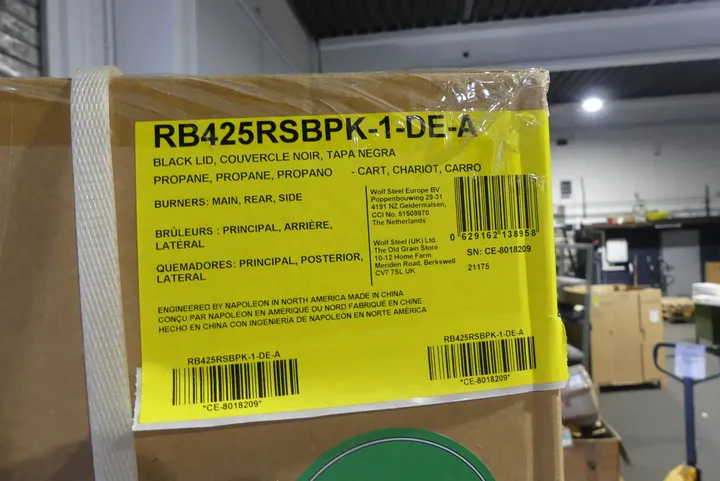 RB425RSBPK-1-DE-A
BLACK LID, COUVERCLE NOIR, TAPA NEGRA
PROPANE, PROPANE, PROPANO - CART, CHARIOT, CARRO
BURNERS: MAIN, REAR, SIDE
BRÛLEURS : PRINCIPAL, ARRIÈRE,
LATÉRAL
QUEMADORES: PRINCIPAL, POSTERIOR,
LATERAL
Wolf Steel Europe BV
Poppenbouwing 29-31
4191 NZ Geldermalsen,
CCI No. 51509970
The Netherlands
Wolf Steel (UK) Ltd.
The Old Grain Store
10-12 Home Farm
Meriden Road, Berkswell
CV7 7SL UK
0 629162 138958
SN: CE-8018209
21175
ENGINEERED BY NAPOLEON IN NORTH AMERICA MADE IN CHINA
CONÇU PAR NAPOLÉON EN AMÉRIQUE DU NORD FABRIQUÉ EN CHINE
HECHO EN CHINA CON INGENIERIA DE NAPOLEÓN EN NORTE AMÉRICA
RB425RSBPK-1-DE-A
*CE-8018209*
RB425RSBPK-1-DE-A
*CE-8018209*